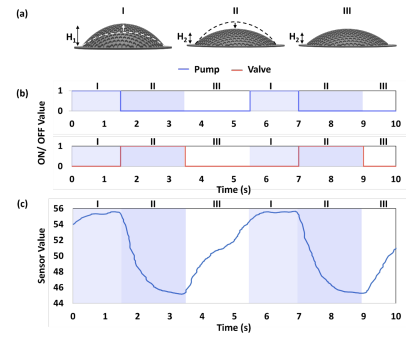 (a)
I II III
H1 H2 H2
Pump Valve
(b)
I II III I II III
1
0
0 1 2 3 4 5 6 7 8 9 10
ON/ OFF Value
I II III I II III
1
0
0 1 2 3 4 5 6 7 8 9 10
Time (s)
(c)
I II III I II III
56
54
52
50
48
46
44
Sensor Value
0 1 2 3 4 5 6 7 8 9 10
Time (s)